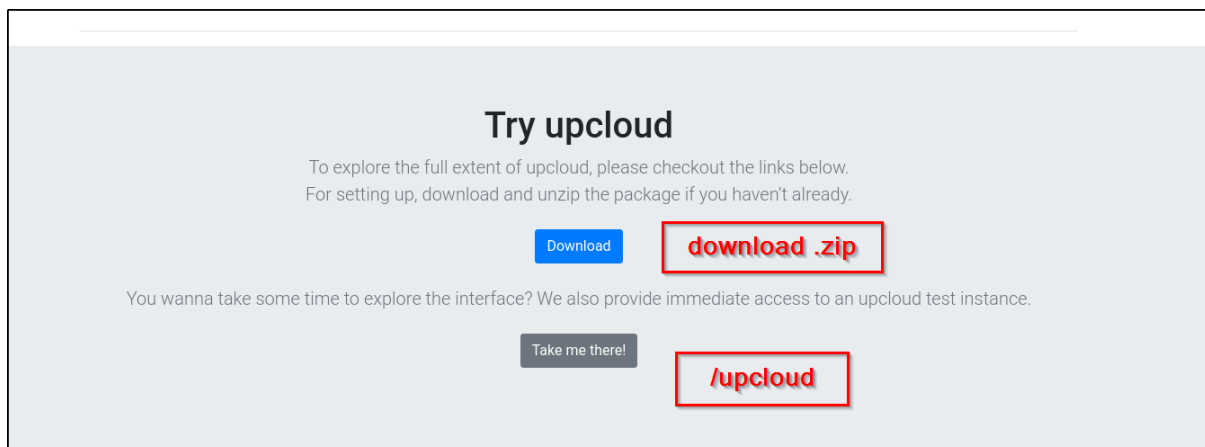 Try upcloud
To explore the full extent of upcloud, please checkout the links below.
For setting up, download and unzip the package if you haven't already.
Download
download .zip
You wanna take some time to explore the interface? We also provide immediate access to an upcloud test instance.
Take me there!
/upcloud